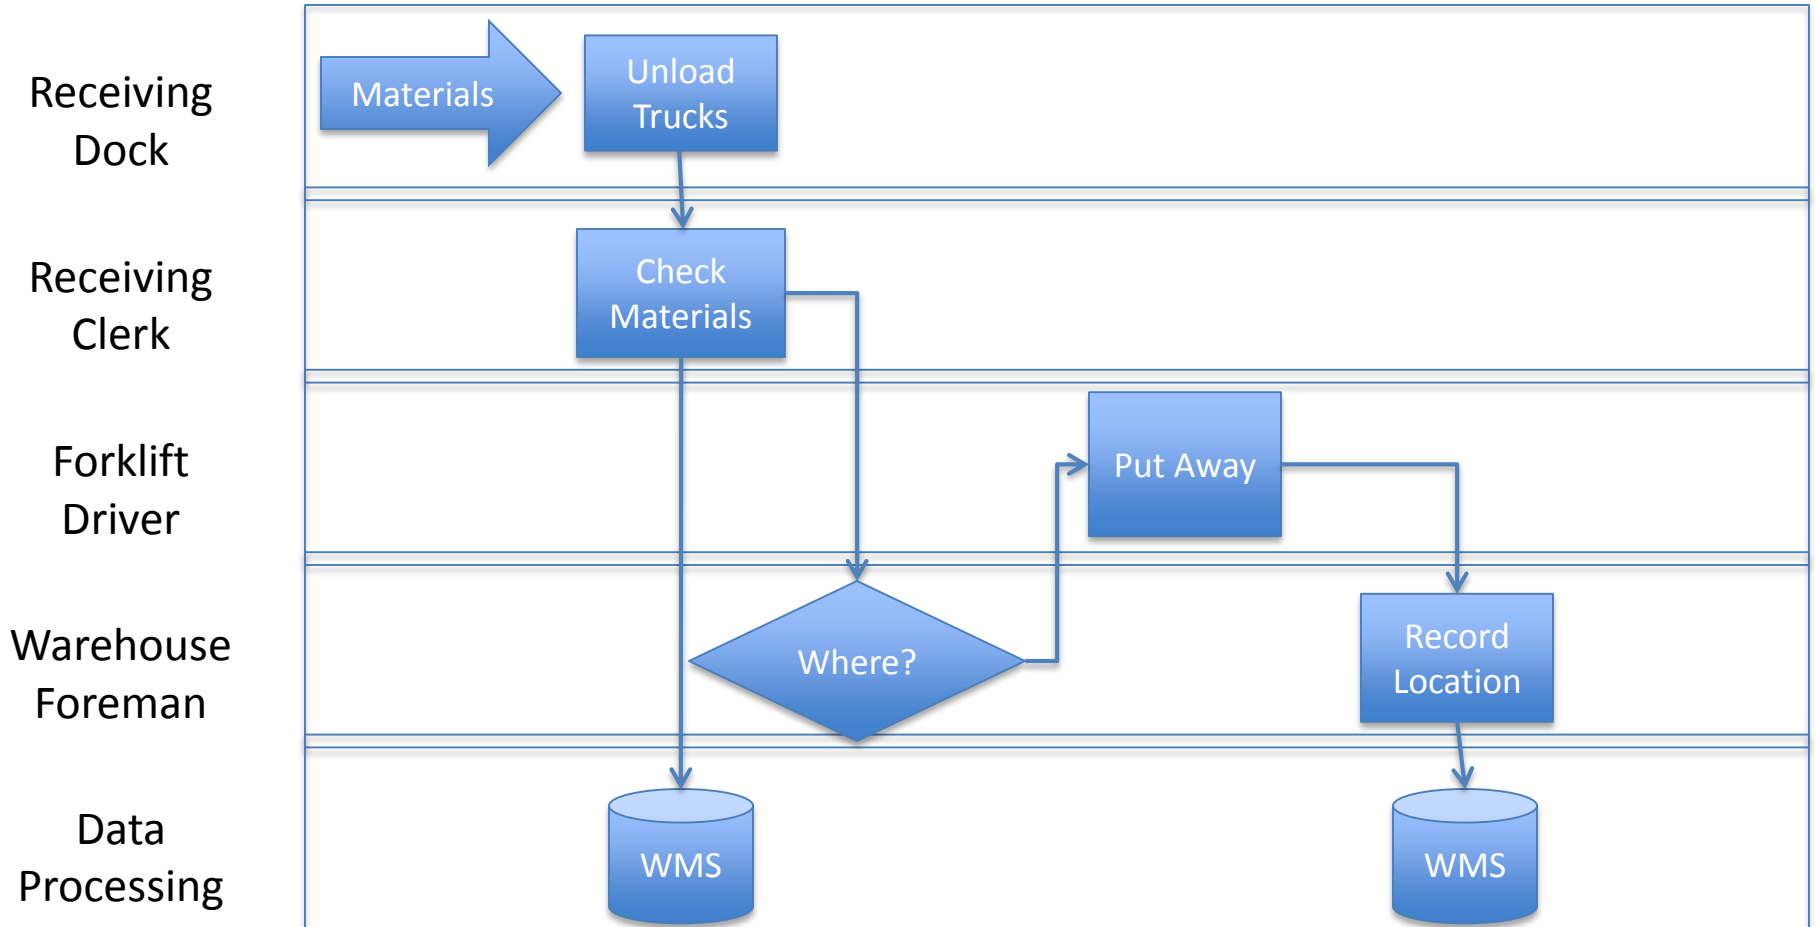 Receiving
Dock
Materials
Unload
Trucks
Receiving
Clerk
Check
Materials
Forklift
Driver
Put Away
Warehouse
Foreman
Where?
Record
Location
Data
Processing
WMS
WMS